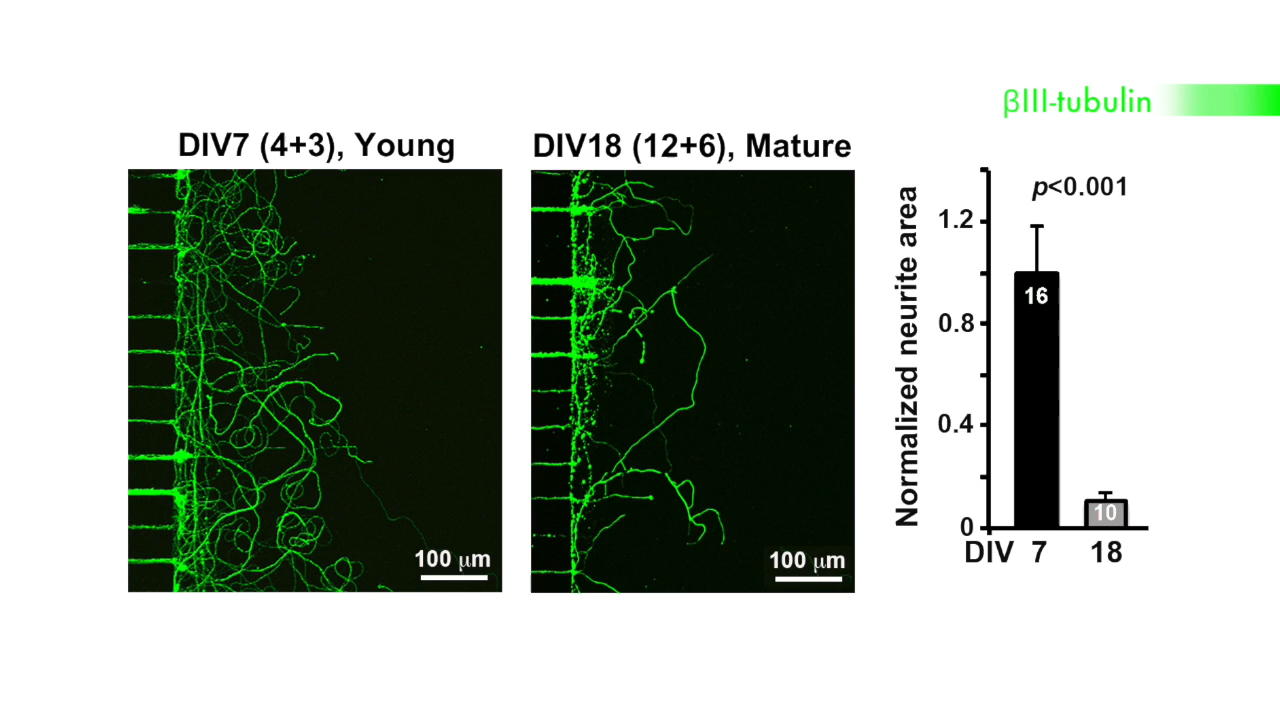 βIII-tubulin
DIV7 (4+3), Young
DIV18 (12+6), Mature
100 μm
100 μm
Normalized neurite area
p<0.001
1.2
0.8
0.4
0
16
10
DIV 7 18